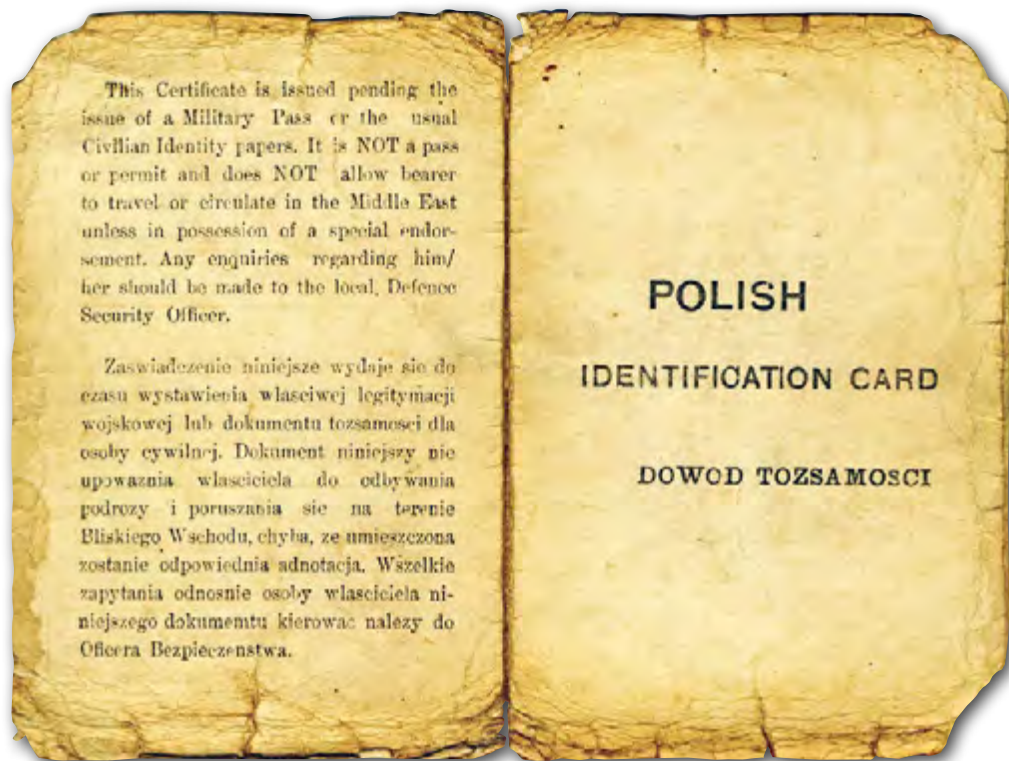 This Certificate is issued pending the
issue of a Military Pass or the usual
Civilian Identity papers. It is NOT a pass
or permit and does NOT allow bearer
to travel or circulate in the Middle East
unless in possession of a special endor-
sement. Any enquiries regarding him/
her should be made to the local, Defence
Security Officer.
Zaswiadczenie niniejsze wydaje sie do
czasu wystawienia wlasciwej legitymacji
wojskowej lub dokumentu tozsamosci dla
osoby cywilnej. Dokument niniejszy nie
upowaznia wlasciciela do odbywania
podrozy i poruszania sie na terenie
Bliskiego Wschodu, chyba, ze umieszczona
zostanie odpowiednia adnotacja. Wszelkie
zapytania odnosnie osoby wlasciciela ni-
niejszego dokumemtu kierowac nalezy do
Oficera Bezpieczenstwa.
POLISH
IDENTIFICATION CARD
DOWOD TOZSAMOSCI